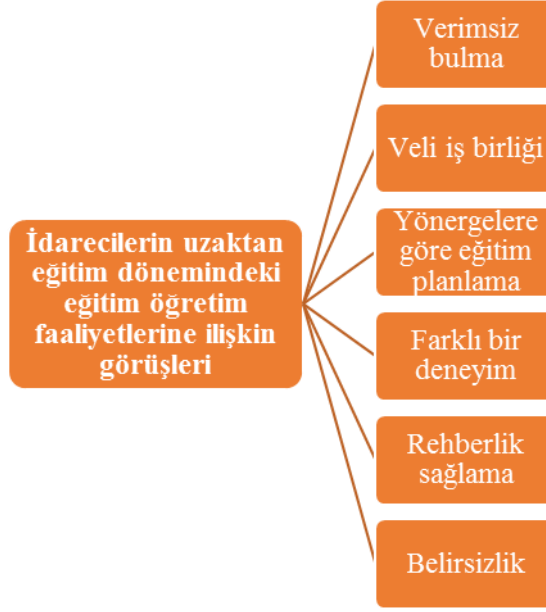 İdarecilerin uzaktan
eğitim dönemindeki
eğitim öğretim
faaliyetlerine ilişkin
görüşleri
Verimsiz
bulma
Veli iş birliği
Yönergelere
göre eğitim
planlama
Farklı bir
deneyim
Rehberlik
sağlama
Belirsizlik